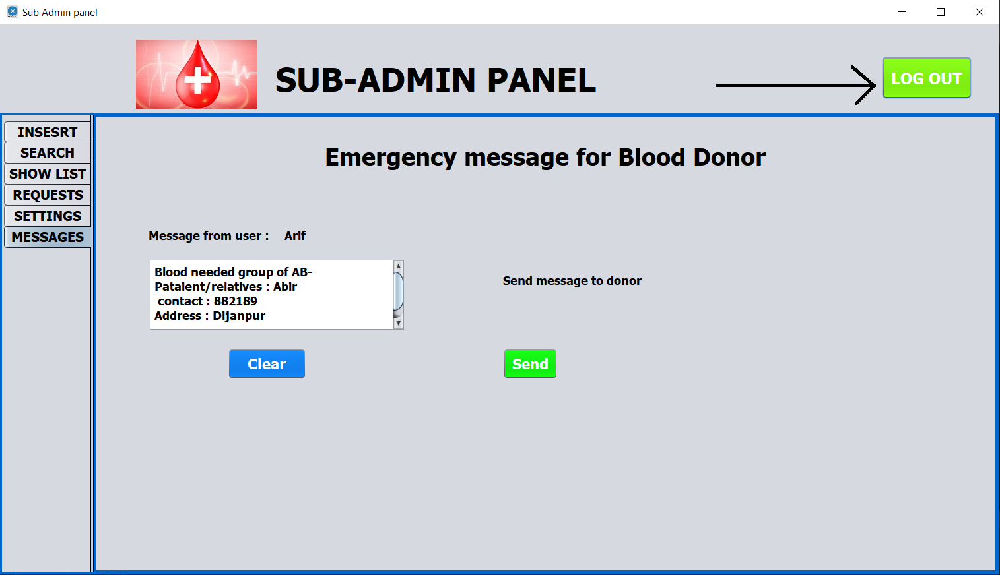 Sub Admin panel
SUB-ADMIN PANEL
LOG OUT
INSESRT
SEARCH
SHOW LIST
REQUESTS
SETTINGS
MESSAGES
Emergency message for Blood Donor
Message from user : Arif
Blood needed group of AB-
Pataient/relatives : Abir
contact : 882189
Address : Dijanpur
Send message to donor
Clear
Send